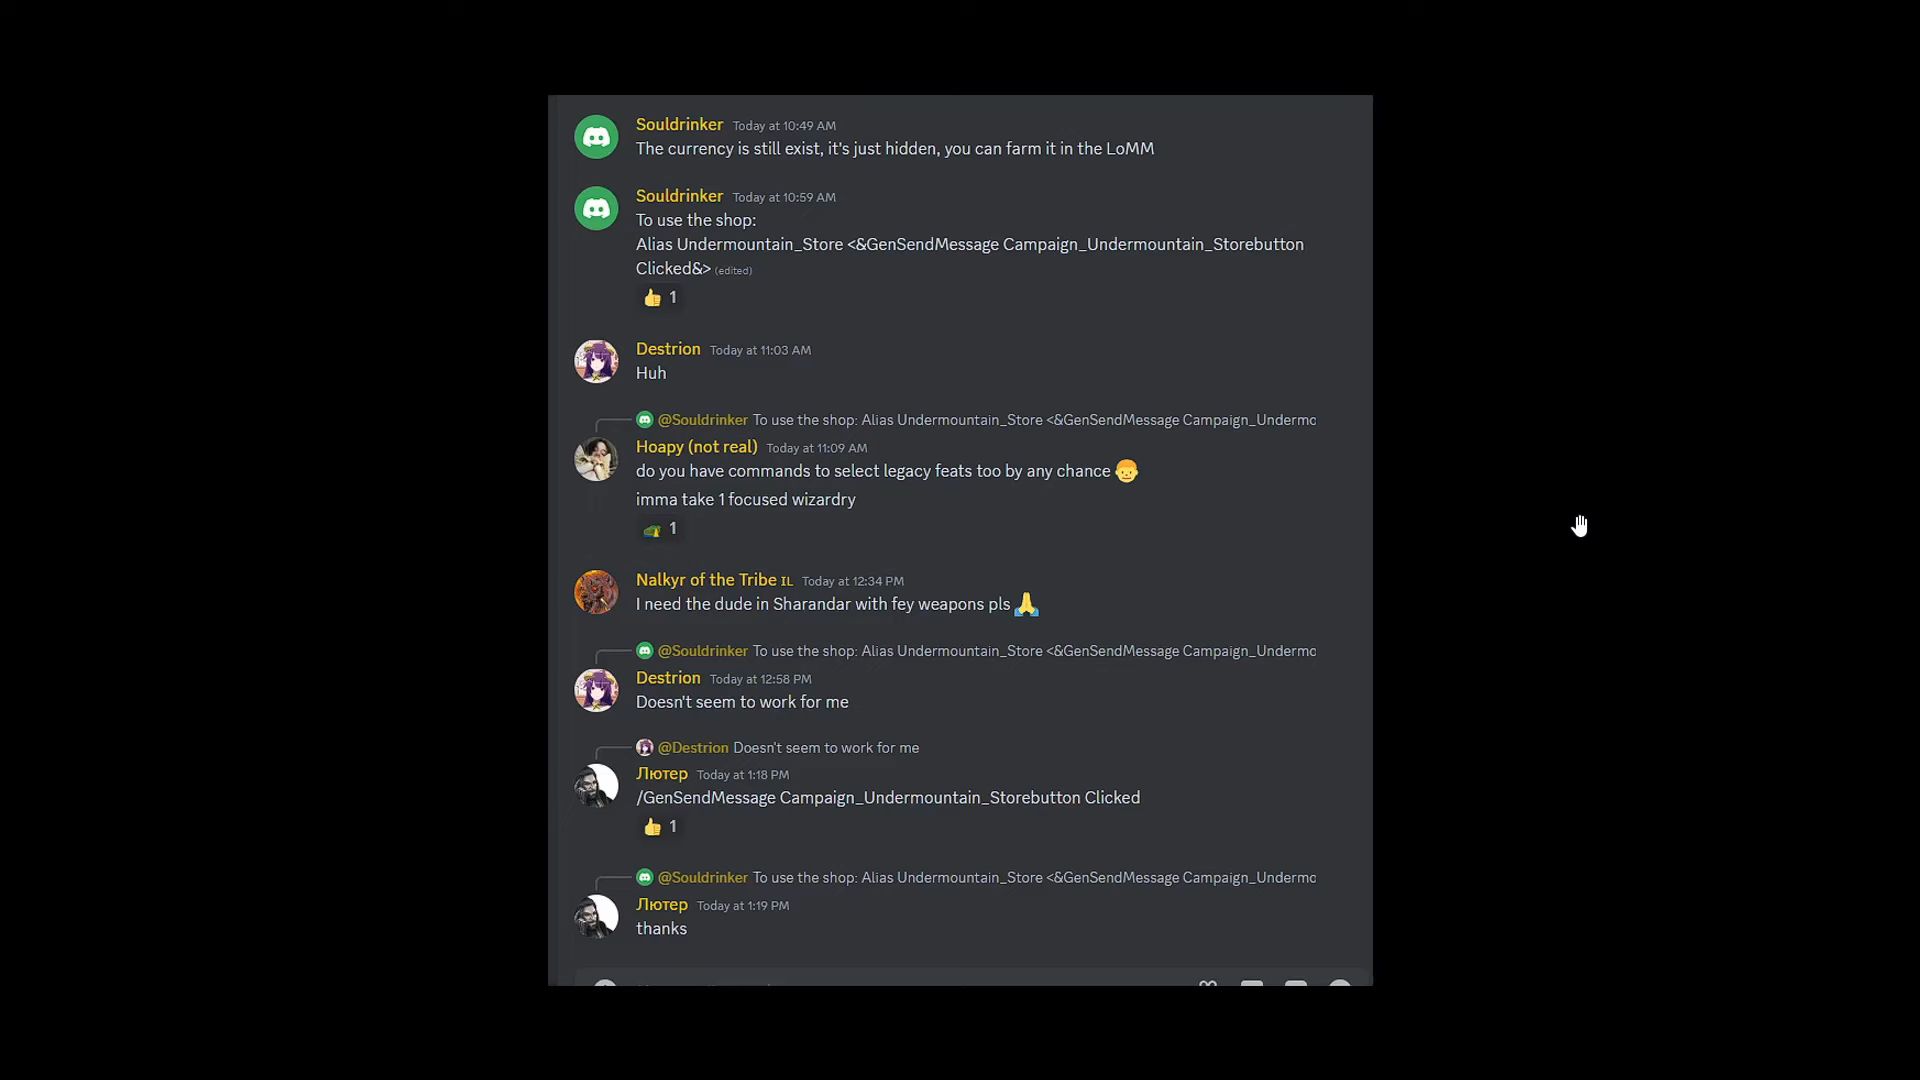 Souldrinker Today at 10:49 AM
The currency is still exist, it's just hidden, you can farm it in the LoMM
Souldrinker Today at 10:59 AM
To use the shop:
Alias Undermountain_Store <&GenSendMessage Campaign_Undermountain_Storebutton
Clicked&> (edited)
1
Destrion Today at 11:03 AM
Huh
@Souldrinker To use the shop: Alias Undermountain_Store <&GenSendMessage Campaign_Undermo
Hoapy (not real) Today at 11:09 AM
do you have commands to select legacy feats too by any chance
imma take 1 focused wizardry
1
Nalkyr of the Tribe IL Today at 12:34 PM
I need the dude in Sharandar with fey weapons pls
@Souldrinker To use the shop: Alias Undermountain_Store <&GenSendMessage Campaign_Undermo
Destrion Today at 12:58 PM
Doesn't seem to work for me
@Destrion Doesn't seem to work for me
Лютер Today at 1:18 PM
/GenSendMessage Campaign_Undermountain_Storebutton Clicked
1
@Souldrinker To use the shop: Alias Undermountain_Store <&GenSendMessage Campaign_Undermo
Лютер Today at 1:19 PM
thanks